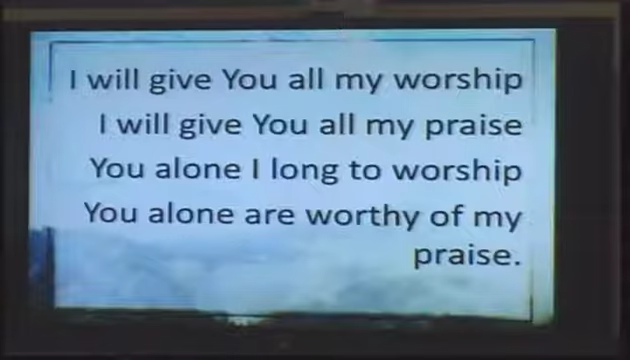 I will give You all my worship
I will give You all my praise
You alone I long to worship
You alone are worthy of my
praise.